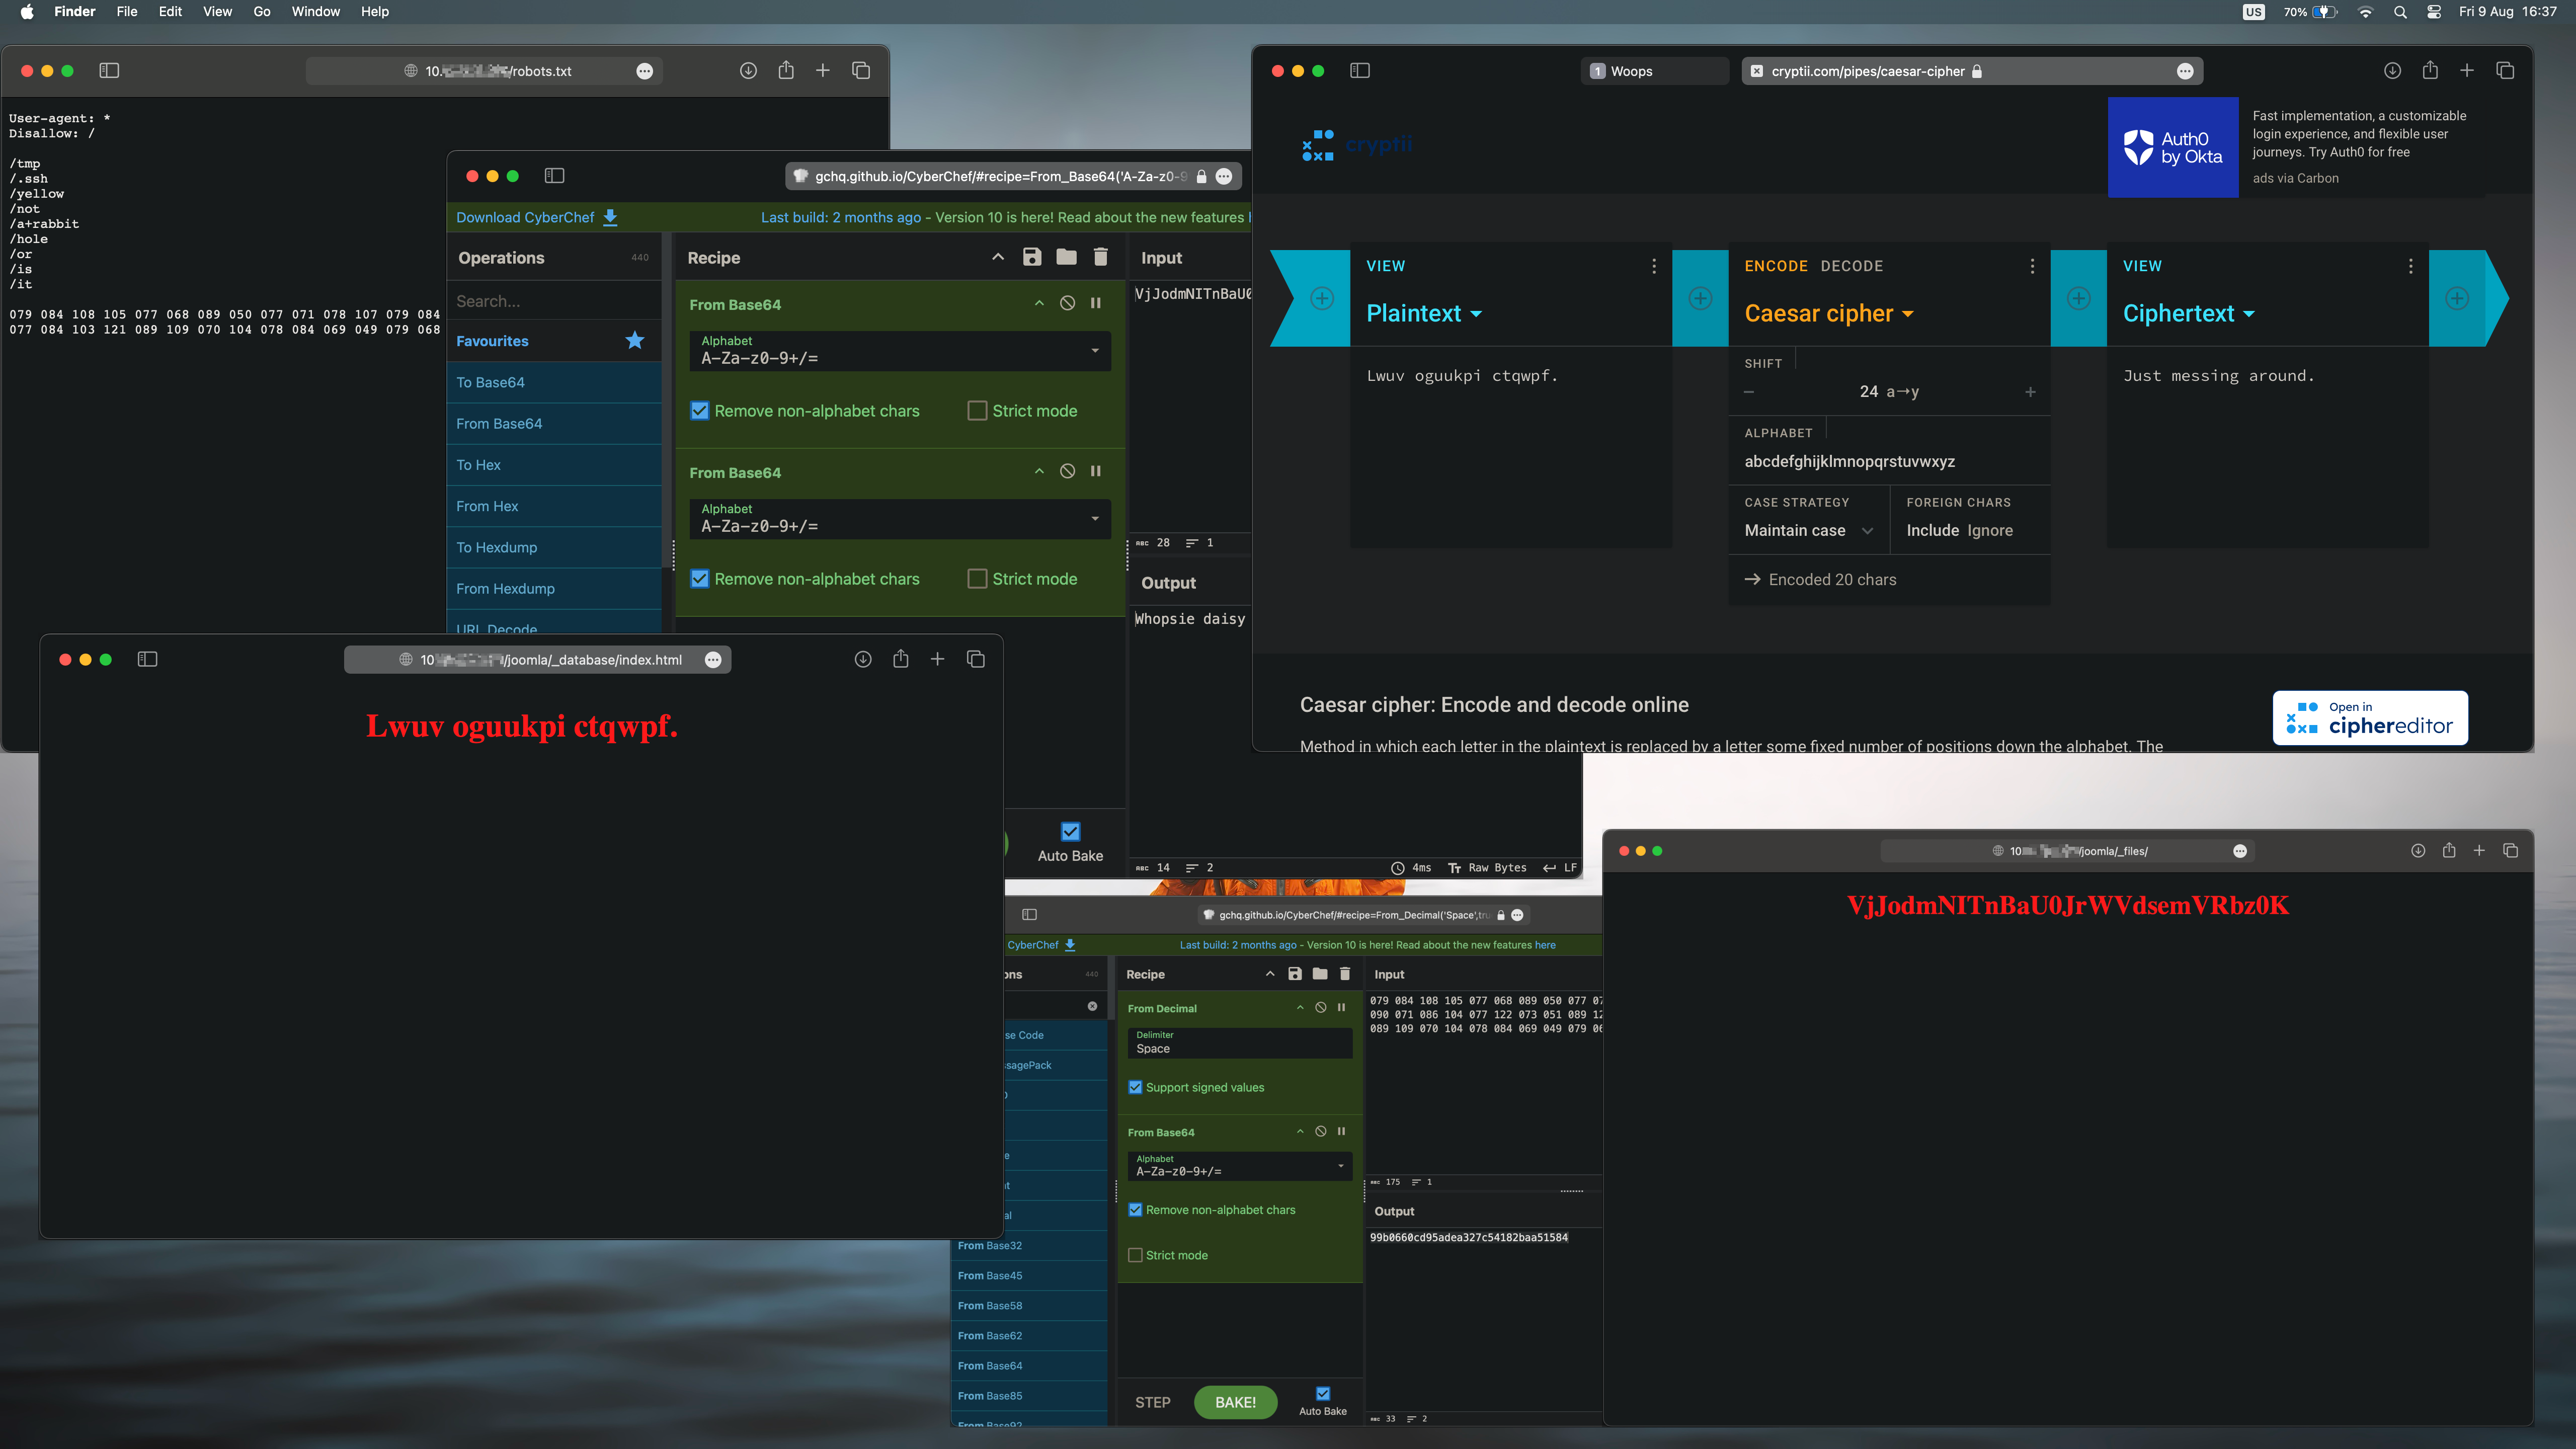 Finder File Edit View Go Window Help
US 70% Fri 9 Aug 16:37
/robots.txt
User-agent: *
Disallow: /
/tmp
/.ssh
/yellow
/not
/a+rabbit
/hole
/or
/is
/it
079 084 108 105 077 068 089 050 077 071 078 107 079 084
077 084 103 121 089 109 070 104 078 084 069 049 079 068
gchq.github.io/CyberChef/#recipe=From_Base64('A-Za-z0-9
Download CyberChef
Last build: 2 months ago - Version 10 is here! Read about the new features
Operations 440
Search...
Favourites
To Base64
From Base64
To Hex
From Hex
To Hexdump
From Hexdump
URL Decode
Recipe
From Base64
Alphabet
A-Za-z0-9+/=
Remove non-alphabet chars Strict mode
From Base64
Alphabet
A-Za-z0-9+/=
Remove non-alphabet chars Strict mode
Auto Bake
Input
VjJodmNITnBaU0
ABC 28 1
Output
Whopsie daisy
ABC 14 2 4ms Raw Bytes LF
1 Woops
cryptii.com/pipes/caesar-cipher
cryptii
Auth0
by Okta
Fast implementation, a customizable
login experience, and flexible user
journeys. Try Auth0 for free
ads via Carbon
VIEW
Plaintext
Lwuv oguukpi ctqwpf.
ENCODE DECODE
Caesar cipher
SHIFT
− 24 a→y +
ALPHABET
abcdefghijklmnopqrstuvwxyz
CASE STRATEGY
Maintain case
FOREIGN CHARS
Include Ignore
→ Encoded 20 chars
VIEW
Ciphertext
Just messing around.
Caesar cipher: Encode and decode online
Method in which each letter in the plaintext is replaced by a letter some fixed number of positions down the alphabet. The
Open in
ciphereditor
/joomla/_database/index.html
Lwuv oguukpi ctqwpf.
gchq.github.io/CyberChef/#recipe=From_Decimal('Space',tru
CyberChef
Last build: 2 months ago - Version 10 is here! Read about the new features here
440
From Base32
From Base45
From Base58
From Base62
From Base64
From Base85
From Base92
Recipe
From Decimal
Delimiter
Space
Support signed values
From Base64
Alphabet
A-Za-z0-9+/=
Remove non-alphabet chars
Strict mode
STEP BAKE! Auto Bake
Input
079 084 108 105 077 068 089 050 077
090 071 086 104 077 122 073 051 089
089 109 070 104 078 084 069 049 079
ABC 175 1
Output
99b0660cd95adea327c54182baa51584
ABC 33 2
/joomla/_files/
VjJodmNITnBaU0JrWVdsemVRbz0K